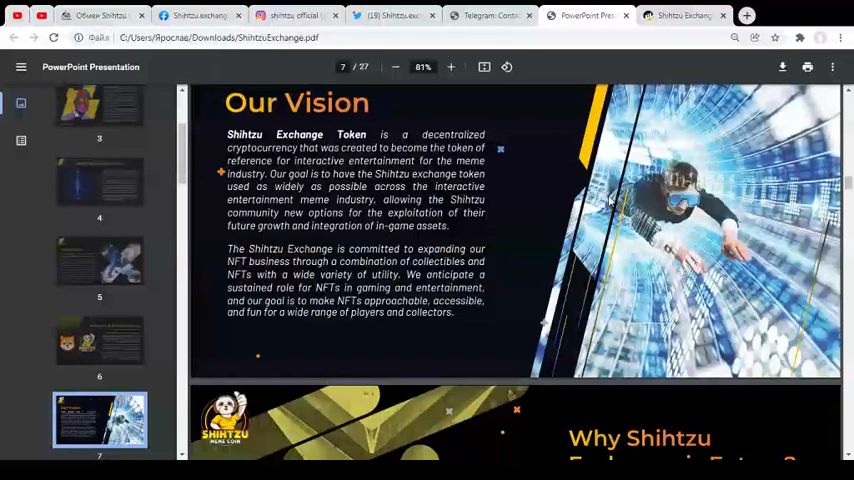 Обмен Shihtzu
Shihtzu.exchang
shihtzu official
(19) Shihtzu.exc
Telegram: Conta
PowerPoint Pres
Shihtzu Exchang
Файл
C:/Users/Ярослав/Downloads/ShihtzuExchange.pdf
PowerPoint Presentation
7 / 27
81%
3
4
5
6
7
Our Vision
Shihtzu Exchange Token is a decentralized
cryptocurrency that was created to become the token of
reference for interactive entertainment for the meme
industry. Our goal is to have the Shihtzu exchange token
used as widely as possible across the interactive
entertainment meme industry, allowing the Shihtzu
community new options for the exploitation of their
future growth and integration of in-game assets.
The Shihtzu Exchange is committed to expanding our
NFT business through a combination of collectibles and
NFTs with a wide variety of utility. We anticipate a
sustained role for NFTs in gaming and entertainment,
and our goal is to make NFTs approachable, accessible,
and fun for a wide range of players and collectors.
SHIHTZU
MEME COIN
Why Shihtzu